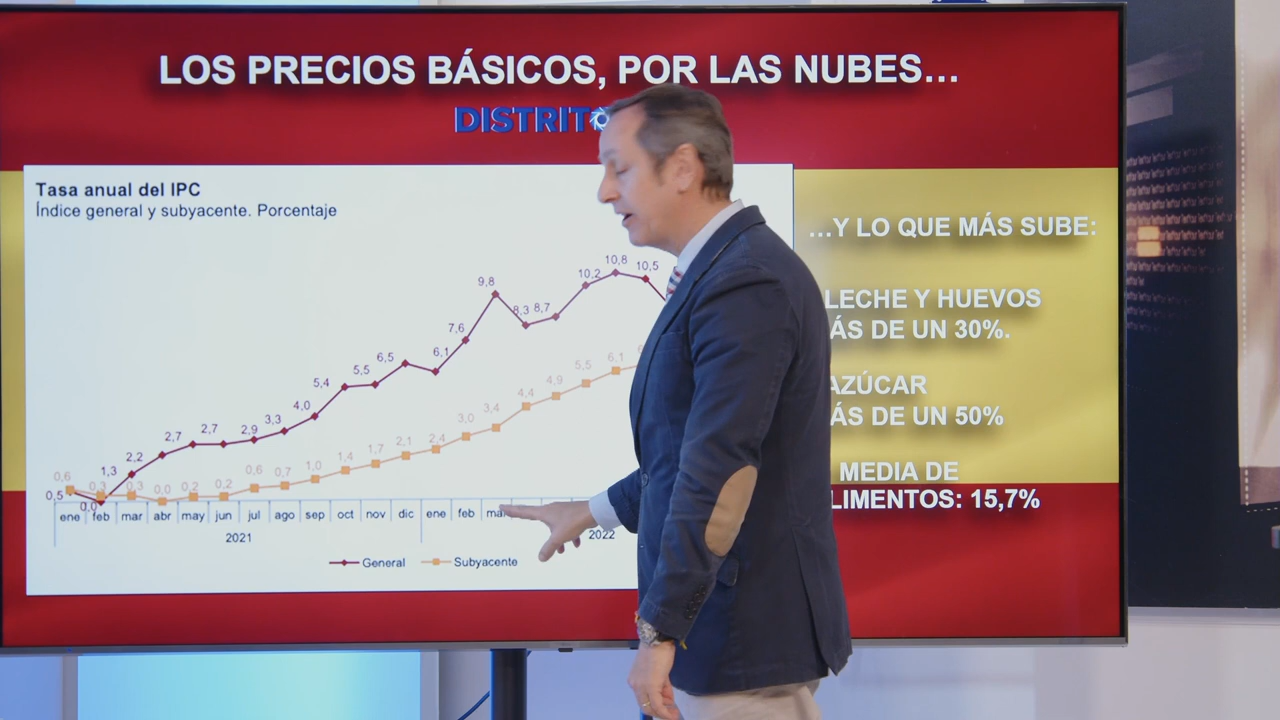 LOS PRECIOS BÁSICOS, POR LAS NUBES...
DISTRIT
Tasa anual del IPC
Índice general y subyacente. Porcentaje
...Y LO QUE MÁS SUBE:
LECHE Y HUEVOS
ÁS DE UN 30%.
AZÚCAR
ÁS DE UN 50%
MEDIA DE
LIMENTOS: 15,7%
10,2 10,8 10,5
9,8
8,3 8,7
7,6
6,5 6,1
5,4 5,5
4,0
3,3
2,7 2,7 2,9
2,2
1,3
0,5 0,0
5,5 6,1
4,4 4,9
3,0 3,4
2,1 2,4
0,6 0,3 0,3 0,0 0,2 0,2 0,6 0,7 1,0 1,4 1,7
ene feb mar abr may jun jul ago sep oct nov dic ene feb mar
2021 2022
General Subyacente